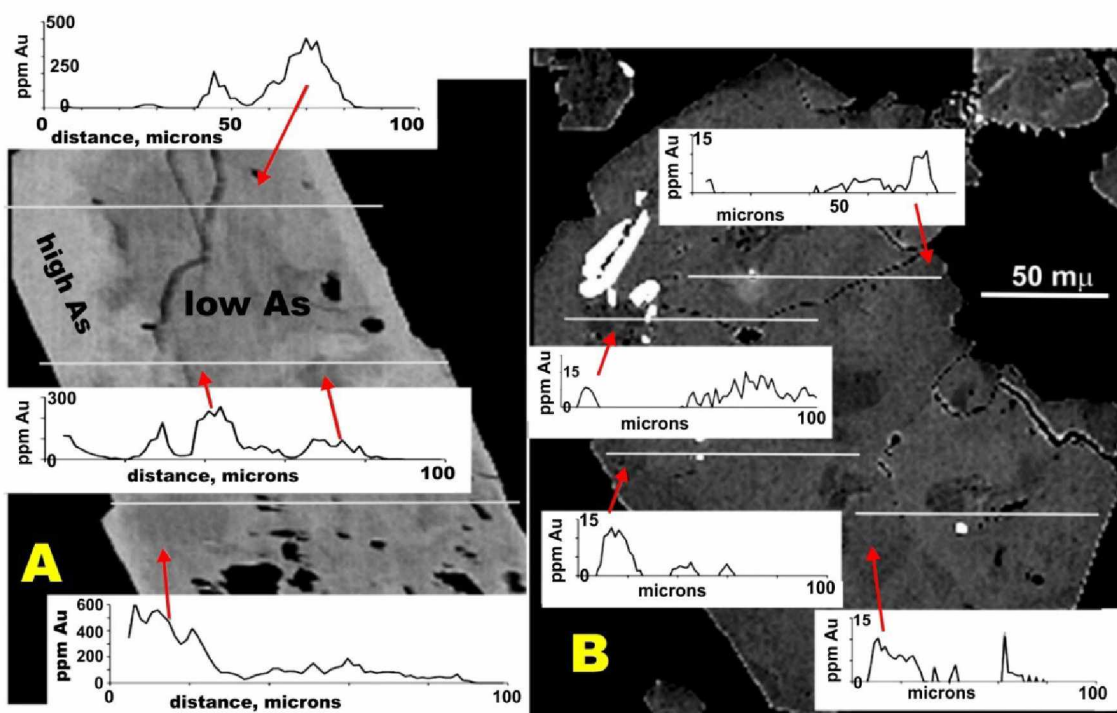 500
250
0
ppm Au
0 50 100
distance, microns
high As
low As
300
0
ppm Au
100
distance, microns
A
600
400
200
0
ppm Au
0 100
distance, microns
15
ppm Au
50
microns
50 mμ
15
0
ppm Au
microns
100
15
0
ppm Au
microns
100
B
15
0
ppm Au
microns
100